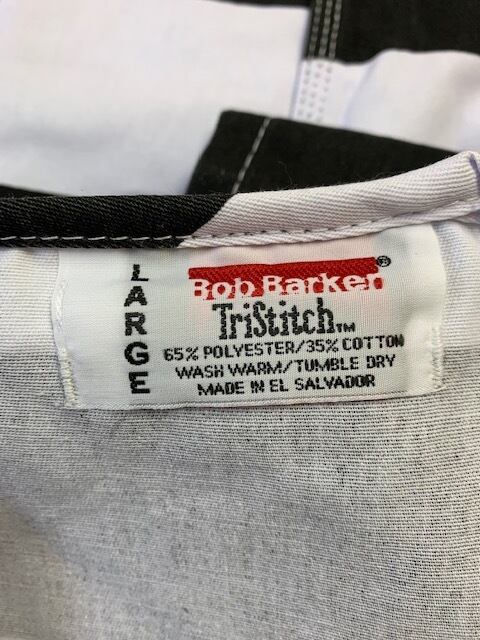 LARGE
Bob Barker®
TriStitch™
65% POLYESTER/35% COTTON
WASH WARM/TUMBLE DRY
MADE IN EL SALVADOR